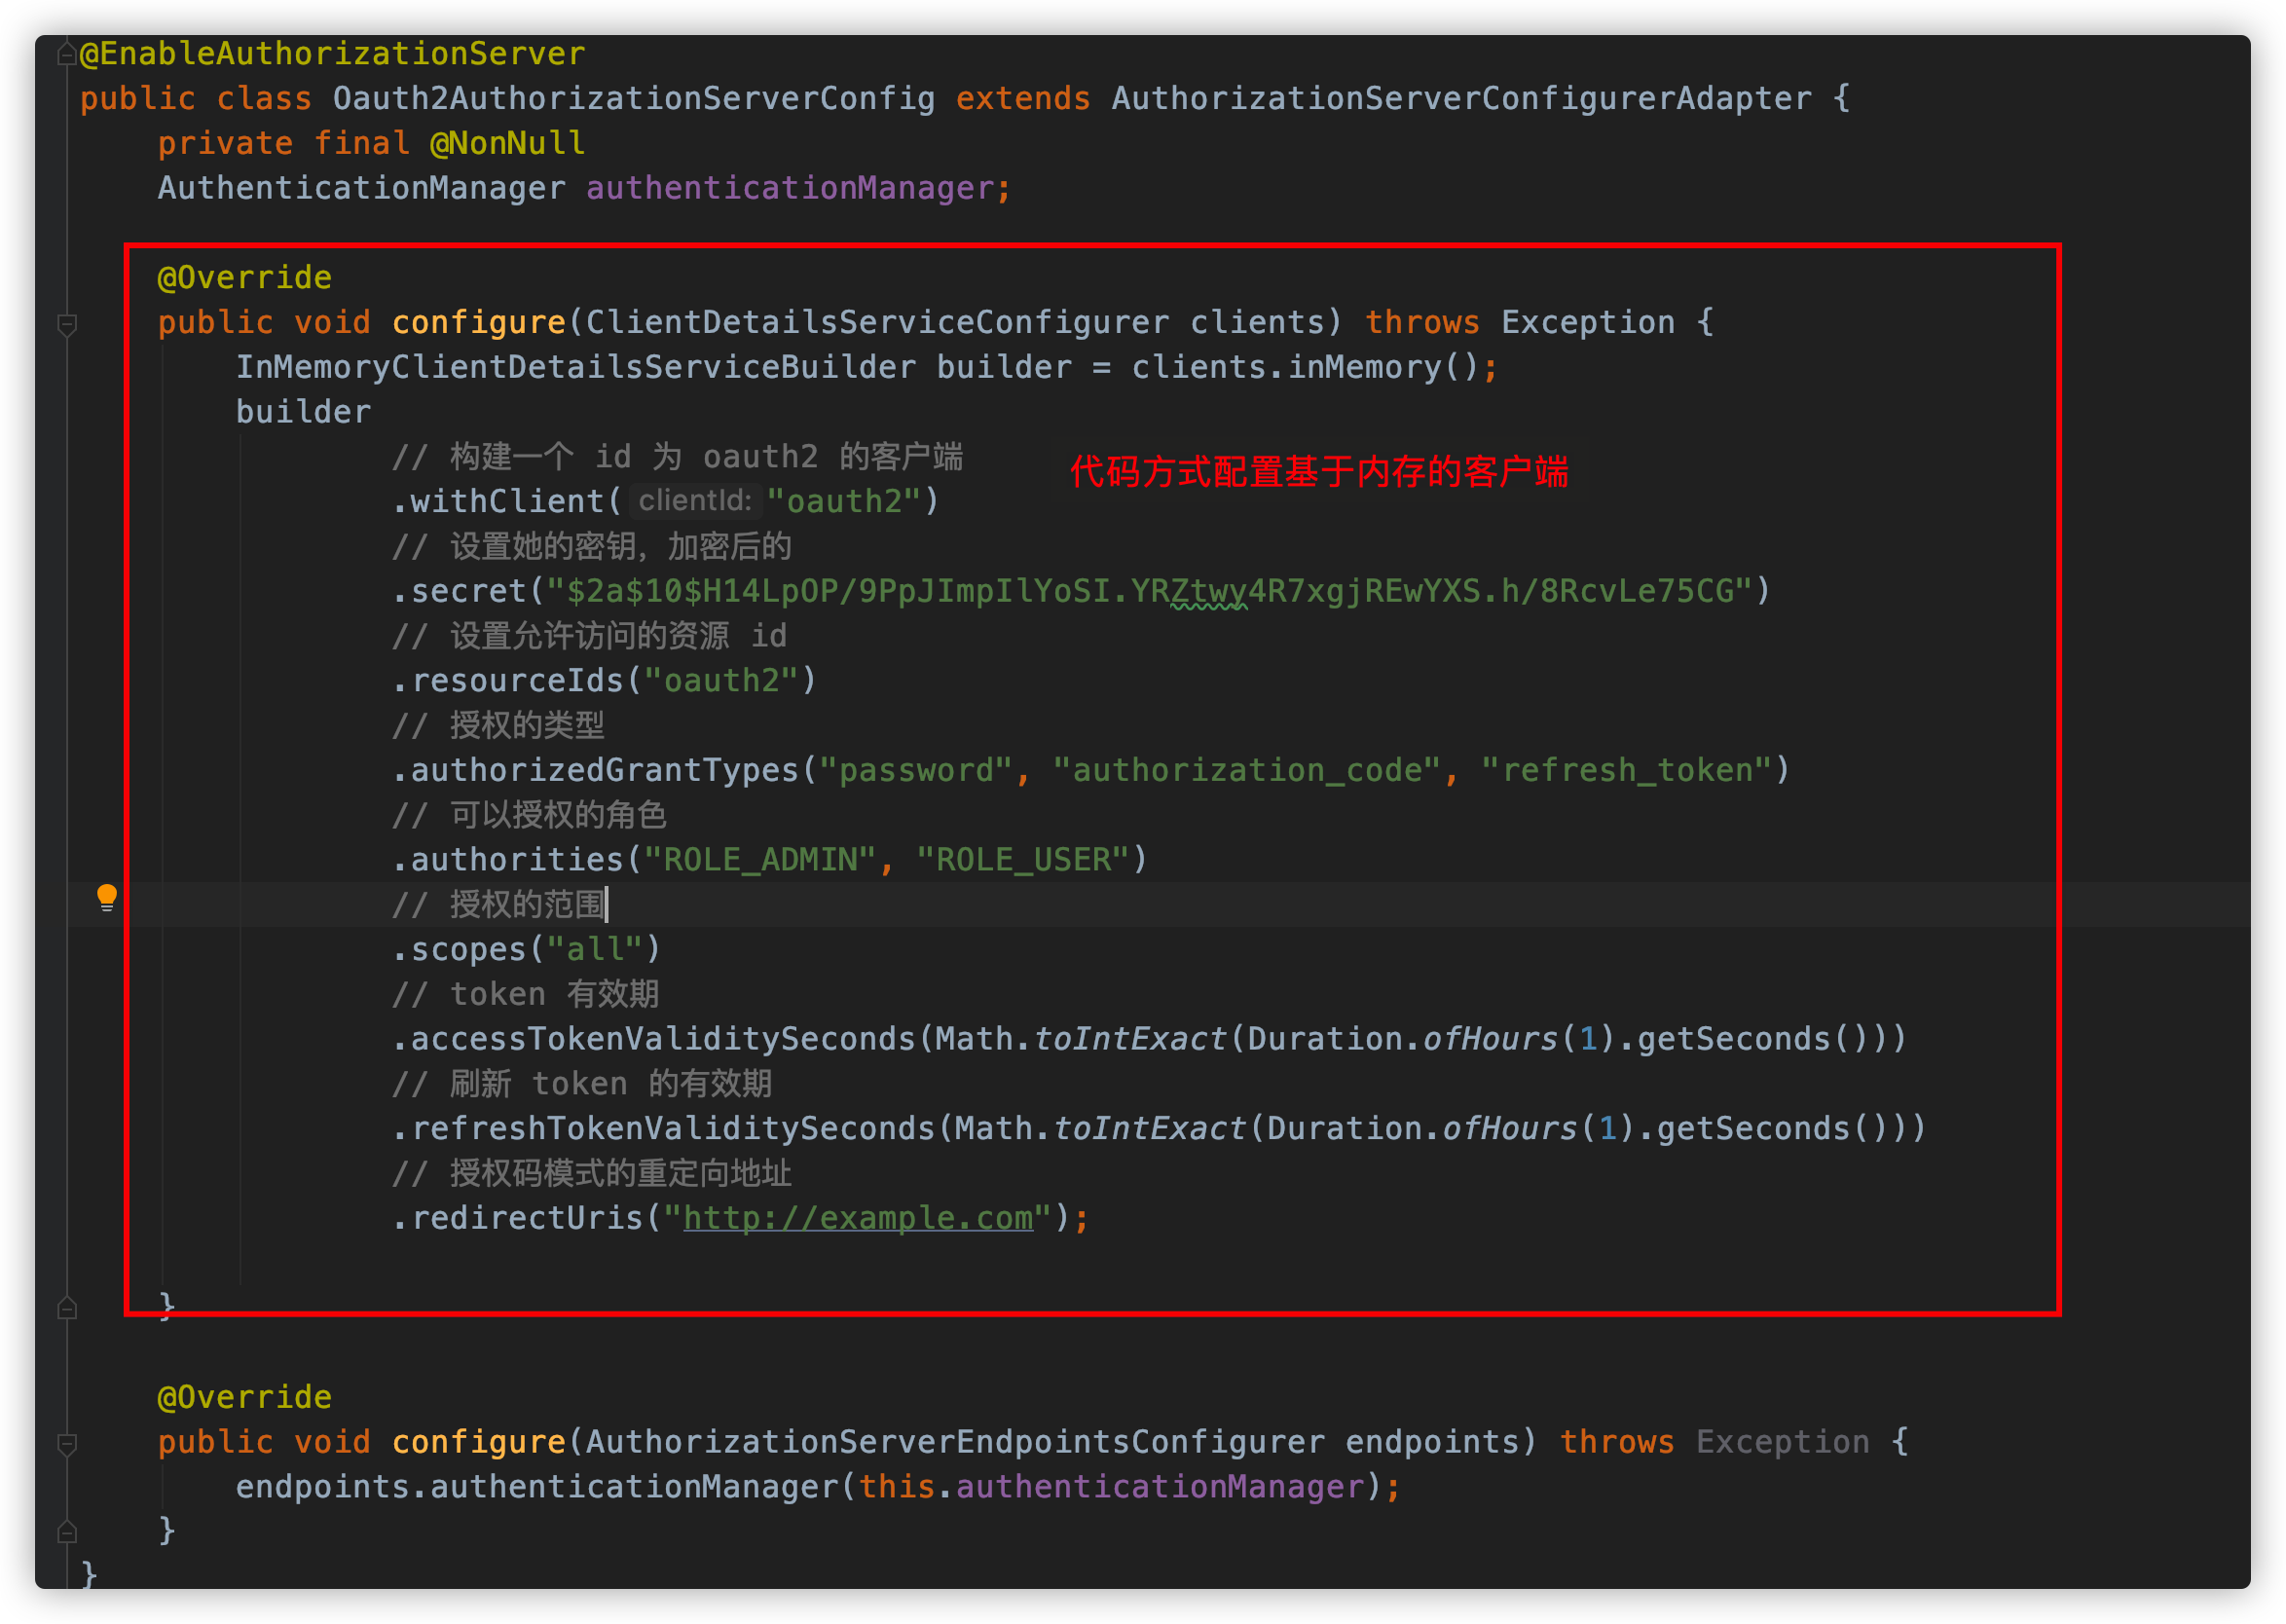 @EnableAuthorizationServer
public class Oauth2AuthorizationServerConfig extends AuthorizationServerConfigurerAdapter {
private final @NonNull
AuthenticationManager authenticationManager;
@Override
public void configure(ClientDetailsServiceConfigurer clients) throws Exception {
InMemoryClientDetailsServiceBuilder builder = clients.inMemory();
builder
// 构建一个 id 为 oauth2 的客户端
代码方式配置基于内存的客户端
.withClient( clientId: "oauth2")
// 设置她的密钥，加密后的
.secret("$2a$10$H14LpOP/9PpJImpIlYoSI.YRZtwy4R7xgjREwYXS.h/8RcvLe75CG")
// 设置允许访问的资源 id
.resourceIds("oauth2")
// 授权的类型
.authorizedGrantTypes("password", "authorization_code", "refresh_token")
// 可以授权的角色
.authorities("ROLE_ADMIN", "ROLE_USER")
// 授权的范围
.scopes("all")
// token 有效期
.accessTokenValiditySeconds(Math.toIntExact(Duration.ofHours(1).getSeconds()))
// 刷新 token 的有效期
.refreshTokenValiditySeconds(Math.toIntExact(Duration.ofHours(1).getSeconds()))
// 授权码模式的重定向地址
.redirectUris("http://example.com");
}
@Override
public void configure(AuthorizationServerEndpointsConfigurer endpoints) throws Exception {
endpoints.authenticationManager(this.authenticationManager);
}
}